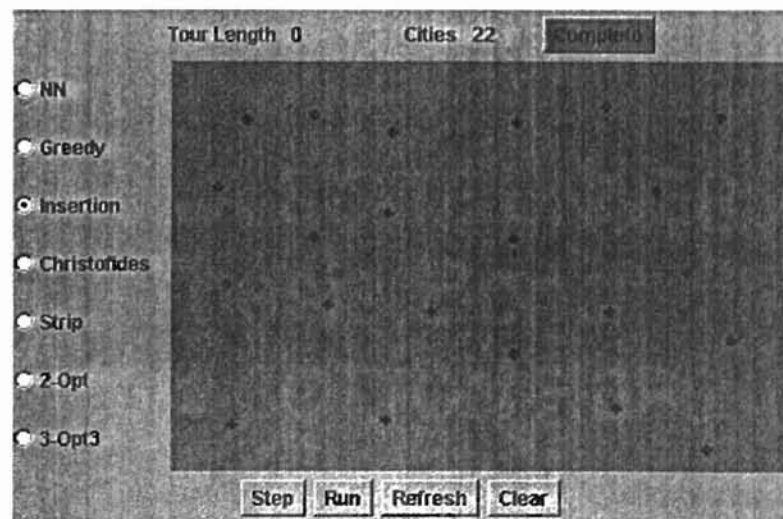 Tour Length 0 Cities 22 Complete
NN
Greedy
Insertion
Christofides
Strip
2-Opt
3-Opt3
Step Run Refresh Clear